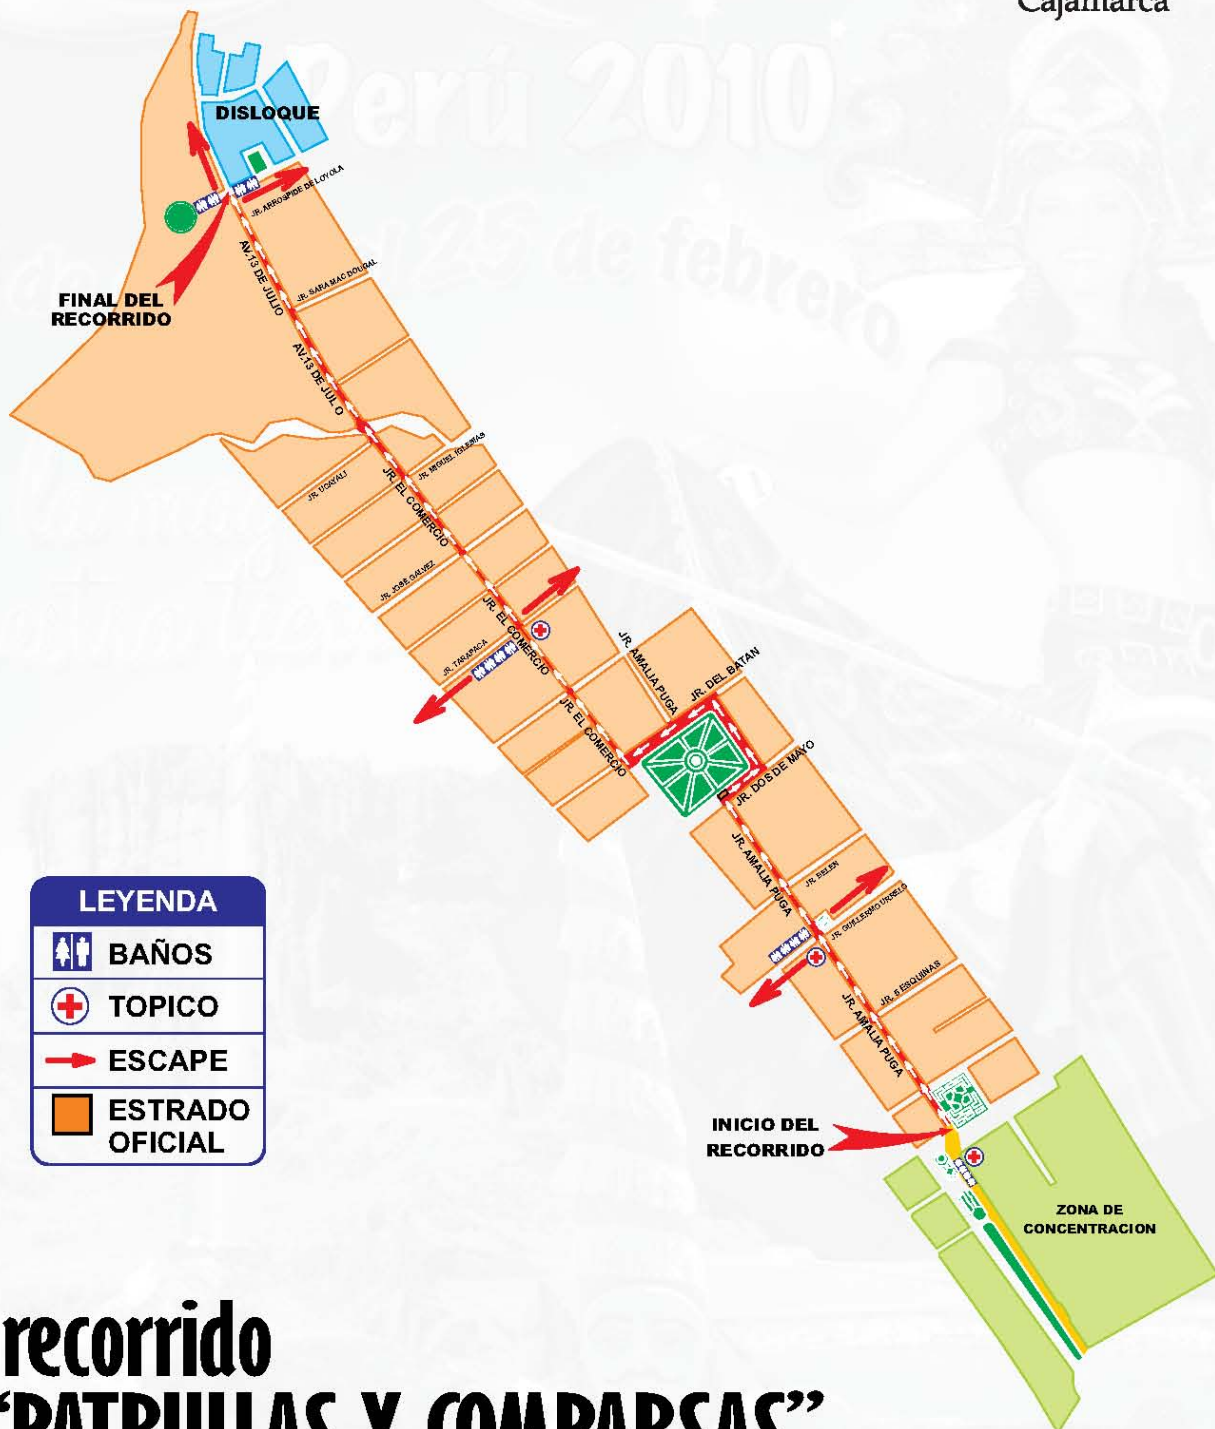 Cajamarca
Perú 2010
25 de febrero
DISLOQUE
JR. ARROSPIDE DE LOYOLA
AV.13 DE JULIO
JR. SARA MAC DOUGAL
FINAL DEL
RECORRIDO
AV.13 DE JULIO
JR. MIGUEL IGLESIAS
JR. UCAYALI
JR. EL COMERCIO
JR. JOSE GALVEZ
JR. EL COMERCIO
JR. TARAPACA
JR. AMALIA PUGA
JR. DEL BATAN
JR. EL COMERCIO
JR. DOS DE MAYO
JR. AMALIA PUGA
JR. BELEN
JR. GUILLERMO URRELO
JR. 5 ESQUINAS
JR. AMALIA PUGA
LEYENDA
BAÑOS
TOPICO
ESCAPE
ESTRADO
OFICIAL
INICIO DEL
RECORRIDO
ZONA DE
CONCENTRACION
recorrido
“PATRULLAS Y COMPARSAS”